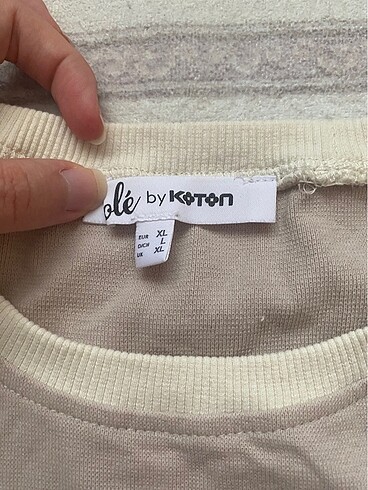 olé by KOTON
EUR XL
D/CH L
UK XL